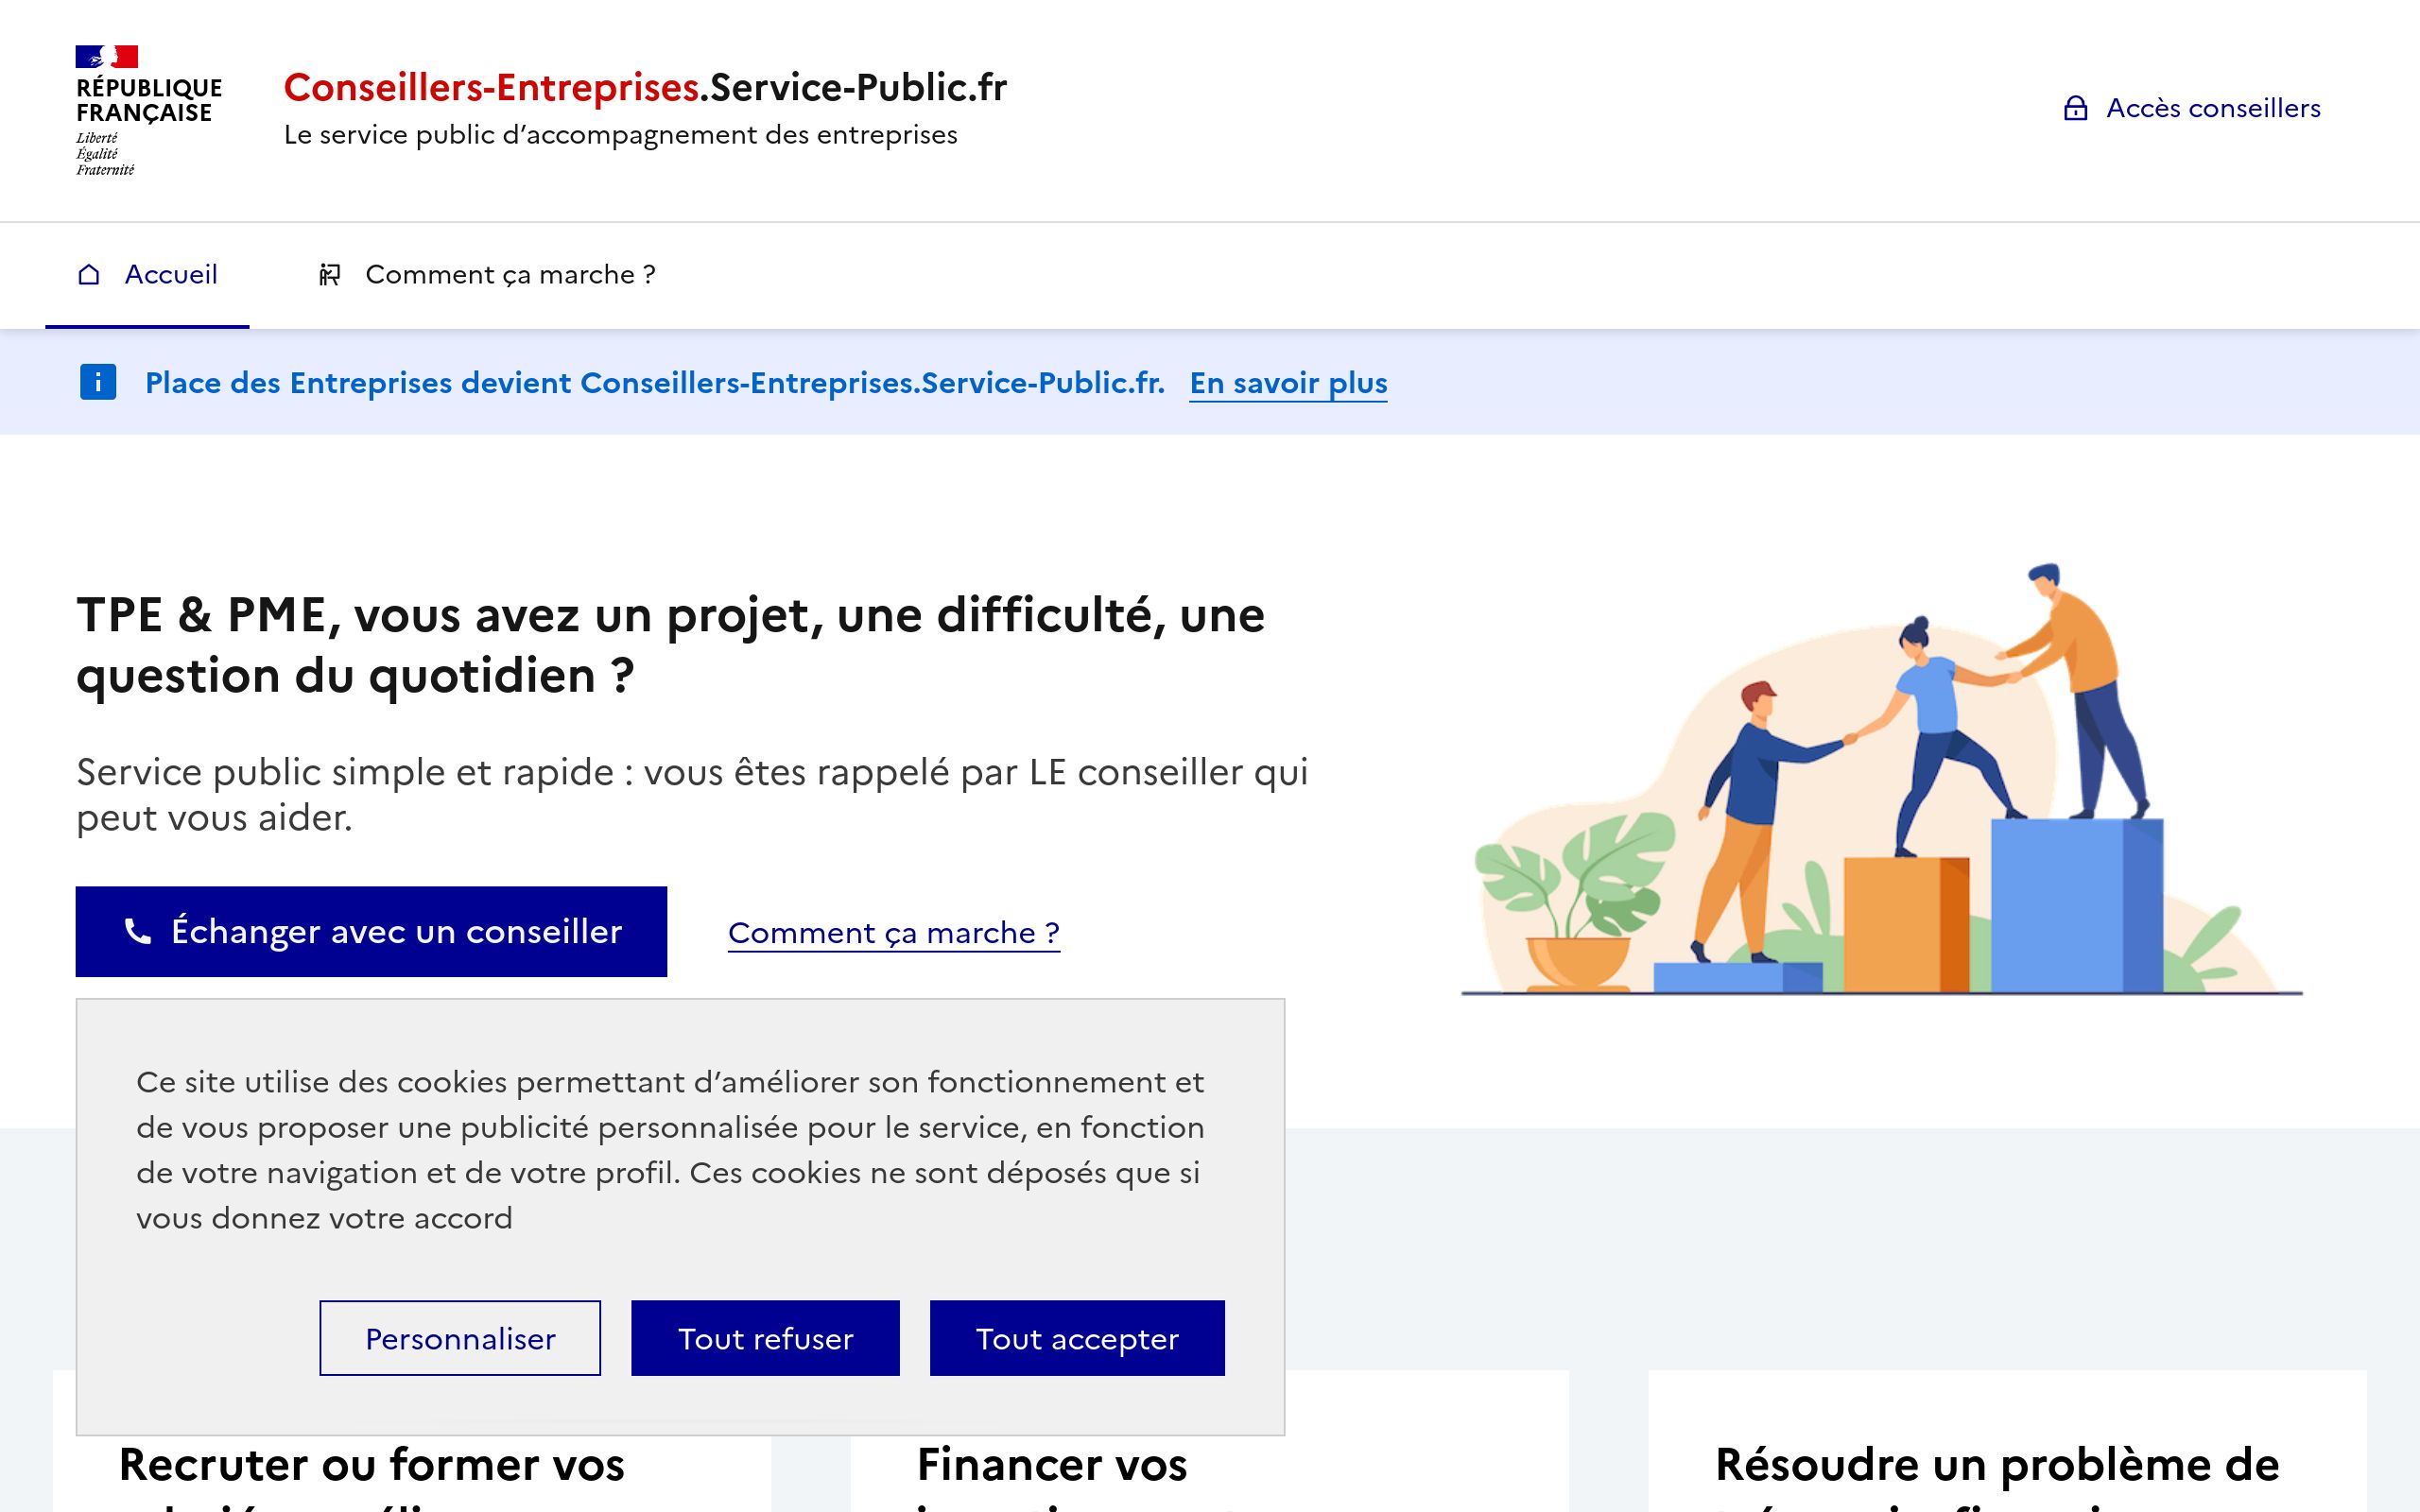 RÉPUBLIQUE
FRANÇAISE
Liberté
Égalité
Fraternité
Conseillers-Entreprises.Service-Public.fr
Le service public d’accompagnement des entreprises
Accès conseillers
Accueil
Comment ça marche ?
Place des Entreprises devient Conseillers-Entreprises.Service-Public.fr. En savoir plus
TPE & PME, vous avez un projet, une difficulté, une
question du quotidien ?
Service public simple et rapide : vous êtes rappelé par LE conseiller qui
peut vous aider.
Échanger avec un conseiller
Comment ça marche ?
Ce site utilise des cookies permettant d’améliorer son fonctionnement et
de vous proposer une publicité personnalisée pour le service, en fonction
de votre navigation et de votre profil. Ces cookies ne sont déposés que si
vous donnez votre accord
Personnaliser
Tout refuser
Tout accepter
Recruter ou former vos
Financer vos
Résoudre un problème de